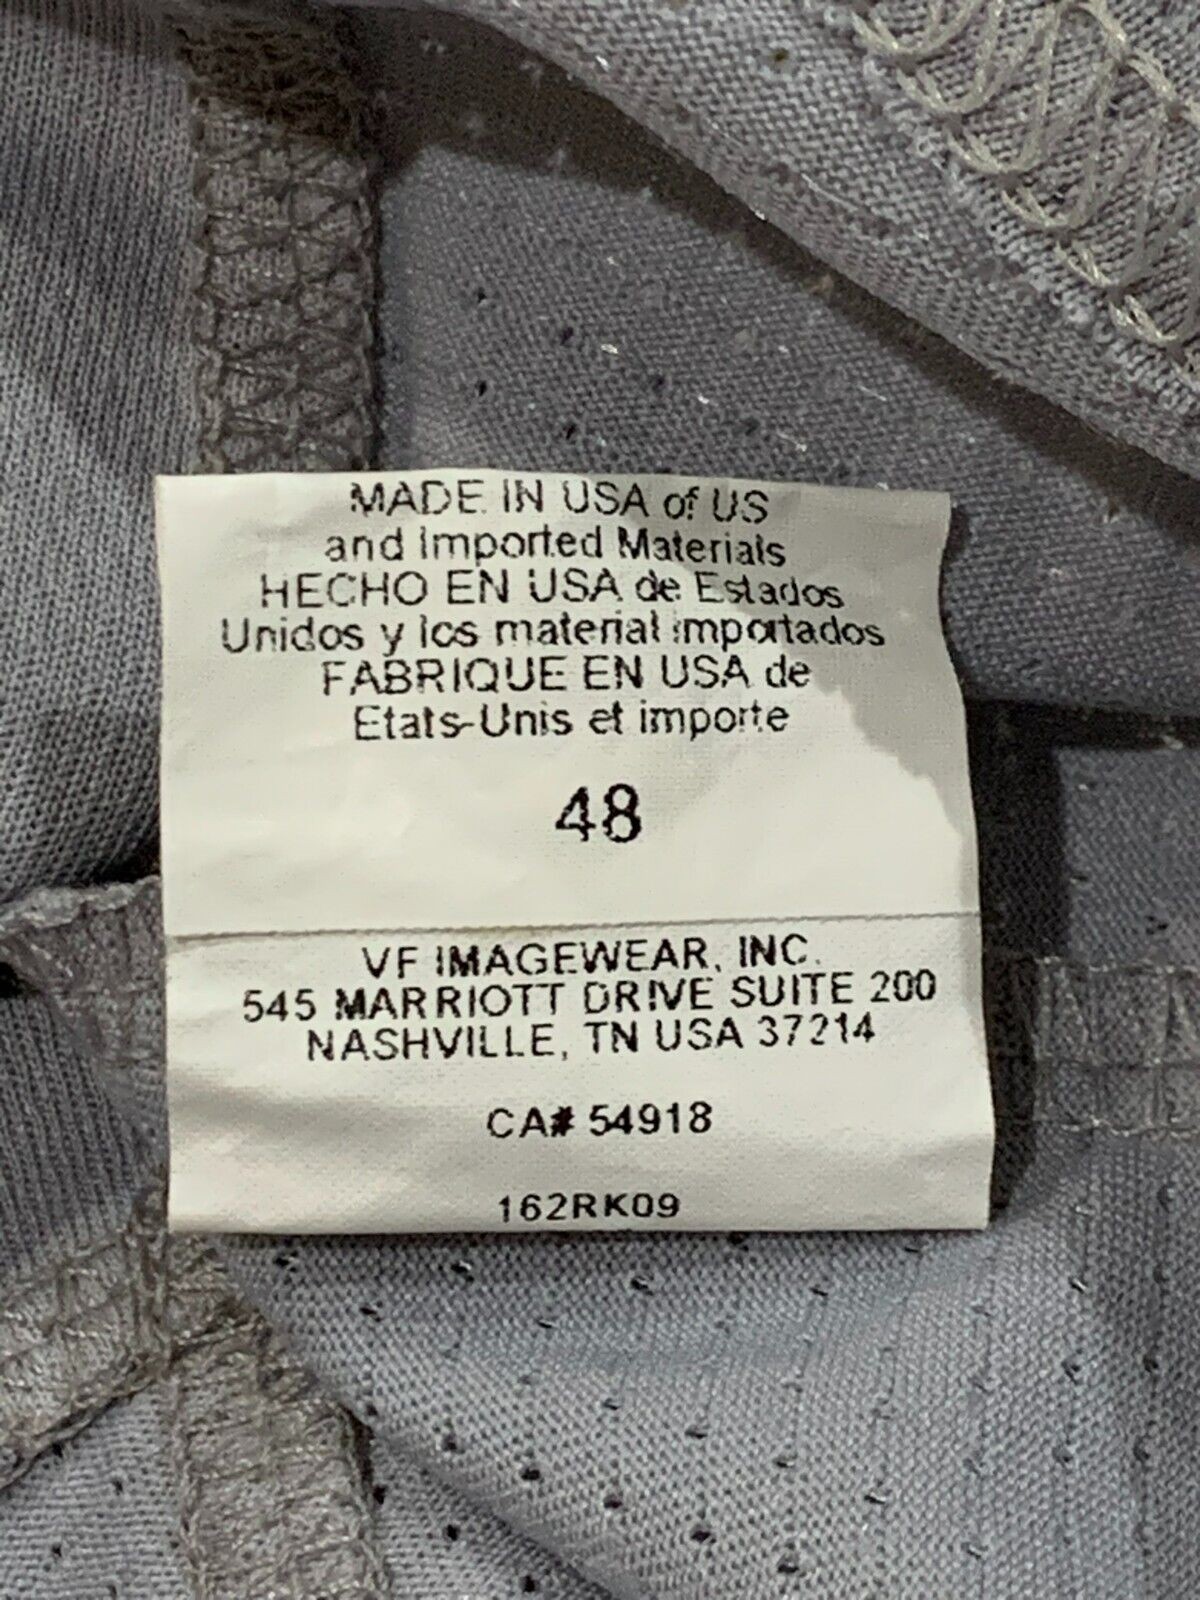 MADE IN USA of US
and Imported Materials
HECHO EN USA de Estados
Unidos y los material importados
FABRIQUE EN USA de
Etats-Unis et importe
48
VF IMAGEWEAR, INC.
545 MARRIOTT DRIVE SUITE 200
NASHVILLE, TN USA 37214
CA# 54918
162RK09